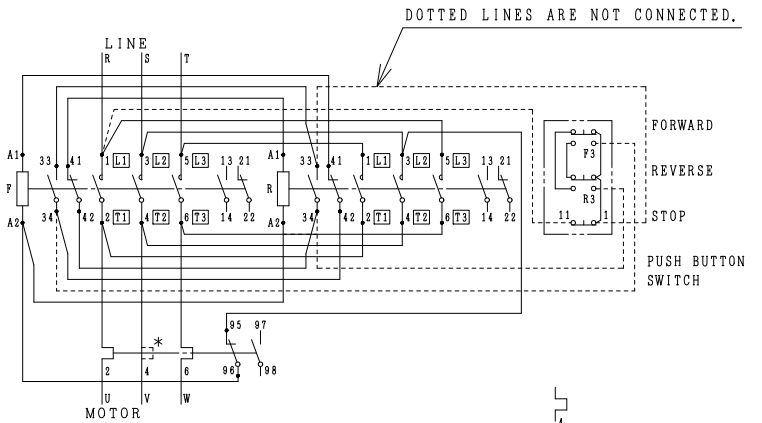 DOTTED LINES ARE NOT CONNECTED.
LINE
R S T
A1 33 41 1 L1 3 L2 5 L3 13 21 A1 33 41 1 L1 3 L2 5 L3 13 21
F R
A2 34 42 2 T1 4 T2 6 T3 14 22 A2 34 42 2 T1 4 T2 6 T3 14 22
FORWARD
F3
REVERSE
R3
STOP
11 1
PUSH BUTTON
SWITCH
95 97
*
2 4 6 96 98
U V W
MOTOR